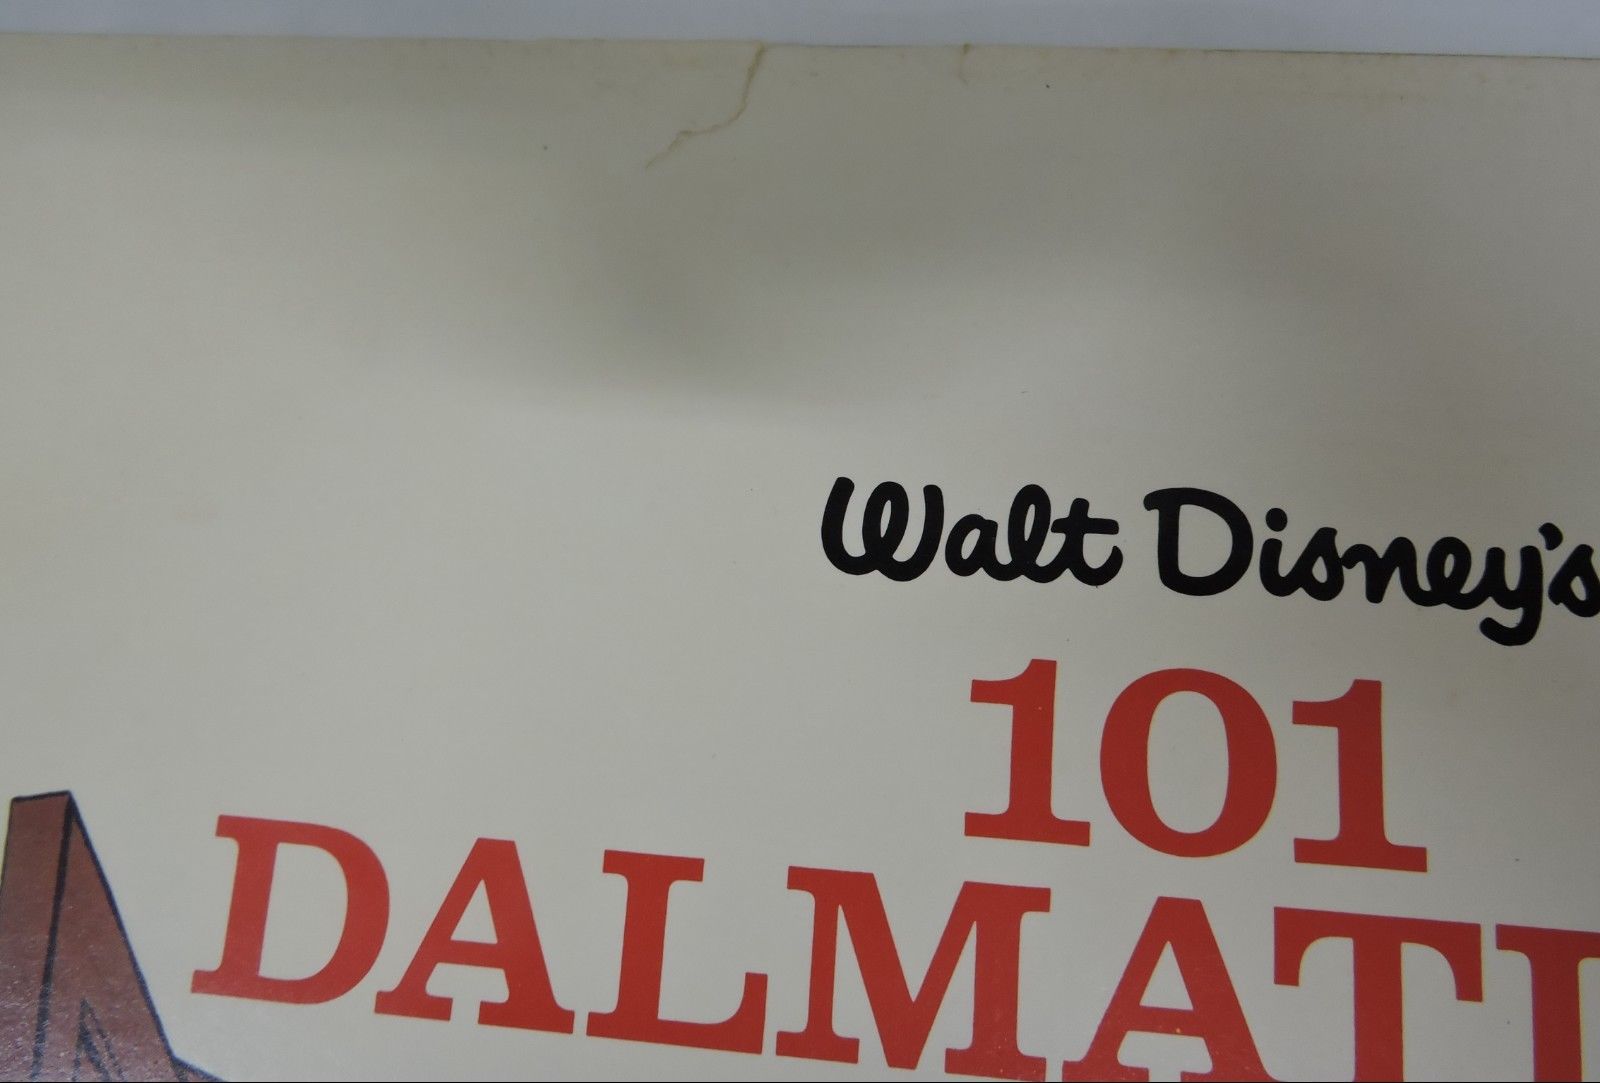 Walt Disney's
101
DALMATI